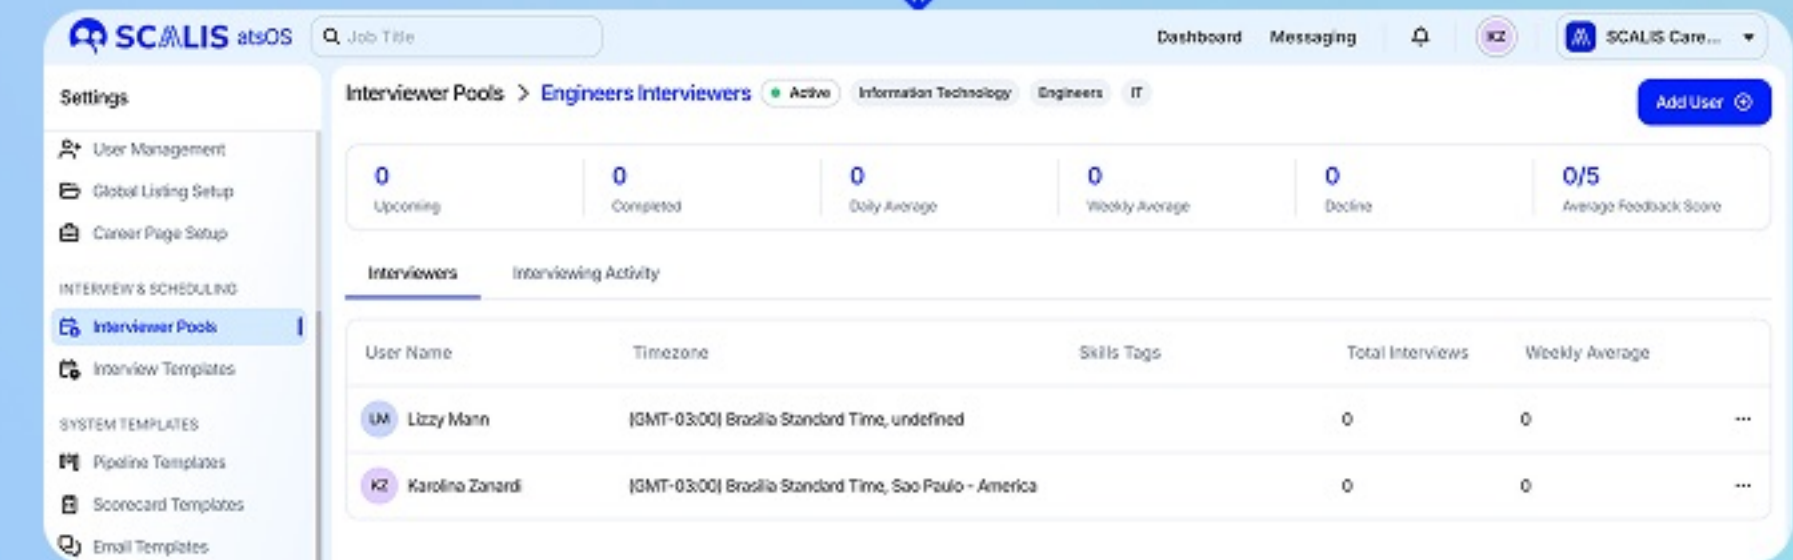 SCALIS atsOS
Job Title
Dashboard
Messaging
KZ
SCALIS Care...
Settings
User Management
Global Listing Setup
Career Page Setup
INTERVIEW & SCHEDULING
Interviewer Pools
Interview Templates
SYSTEM TEMPLATES
Pipeline Templates
Scorecard Templates
Email Templates
Interviewer Pools > Engineers Interviewers
Active
Information Technology
Engineers
IT
Add User
0
Upcoming
0
Completed
0
Daily Average
0
Weekly Average
0
Decline
0/5
Average Feedback Score
Interviewers
Interviewing Activity
User Name Timezone Skills Tags Total Interviews Weekly Average
LM Lizzy Mann (GMT-03:00) Brasilia Standard Time, undefined 0 0 ...
KZ Karolina Zanardi (GMT-03:00) Brasilia Standard Time, Sao Paulo - America 0 0 ...